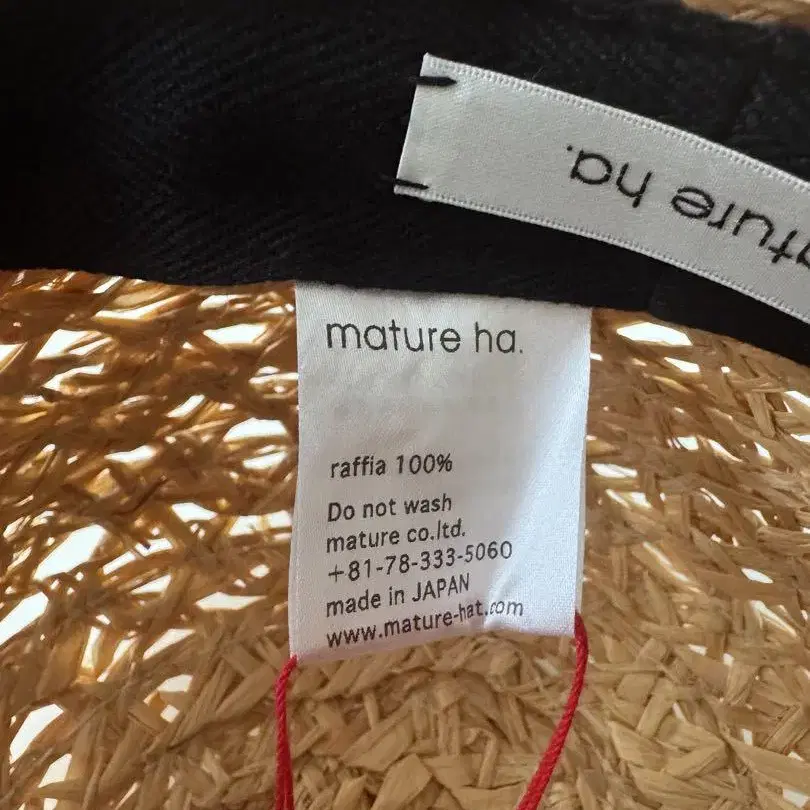 ature ha.
mature ha.
raffia 100%
Do not wash
mature co.ltd.
+81-78-333-5060
made in JAPAN
www.mature-hat.com